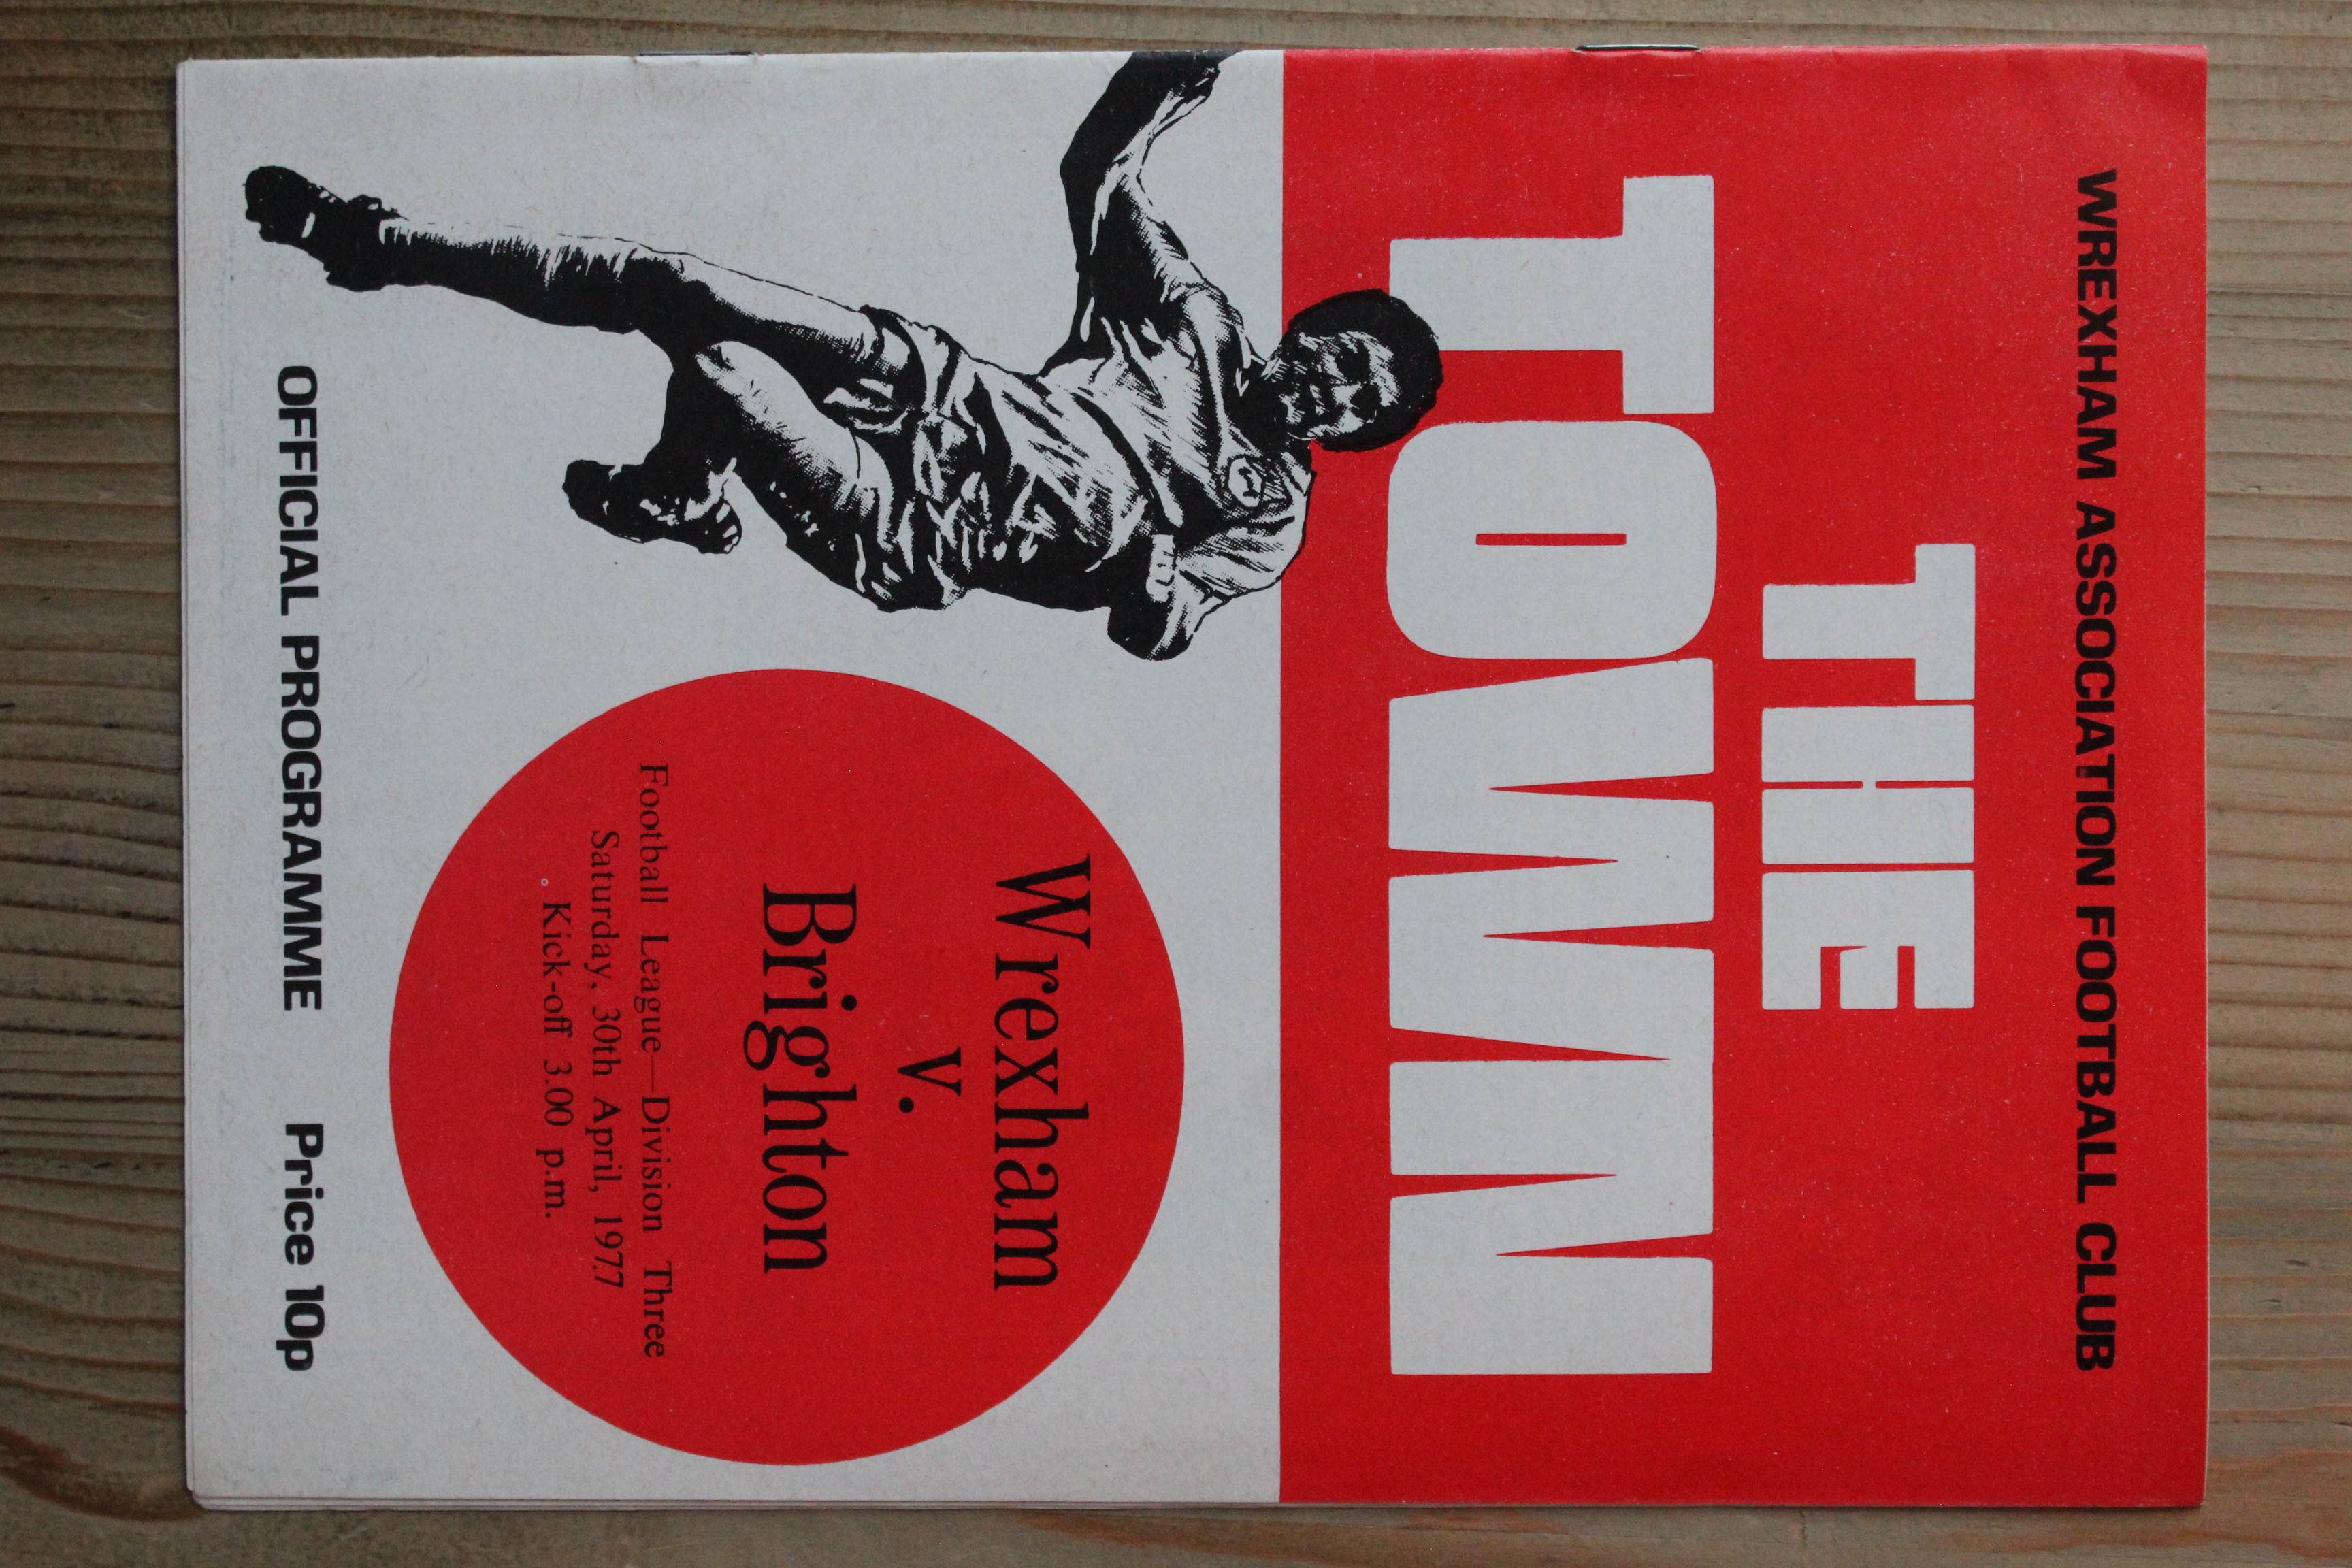 WREXHAM ASSOCIATION FOOTBALL CLUB
THE
TOWN
Wrexham
v.
Brighton
Football League—Division Three
Saturday, 30th April, 1977
Kick-off 3.00 p.m.
OFFICIAL PROGRAMME Price 10p